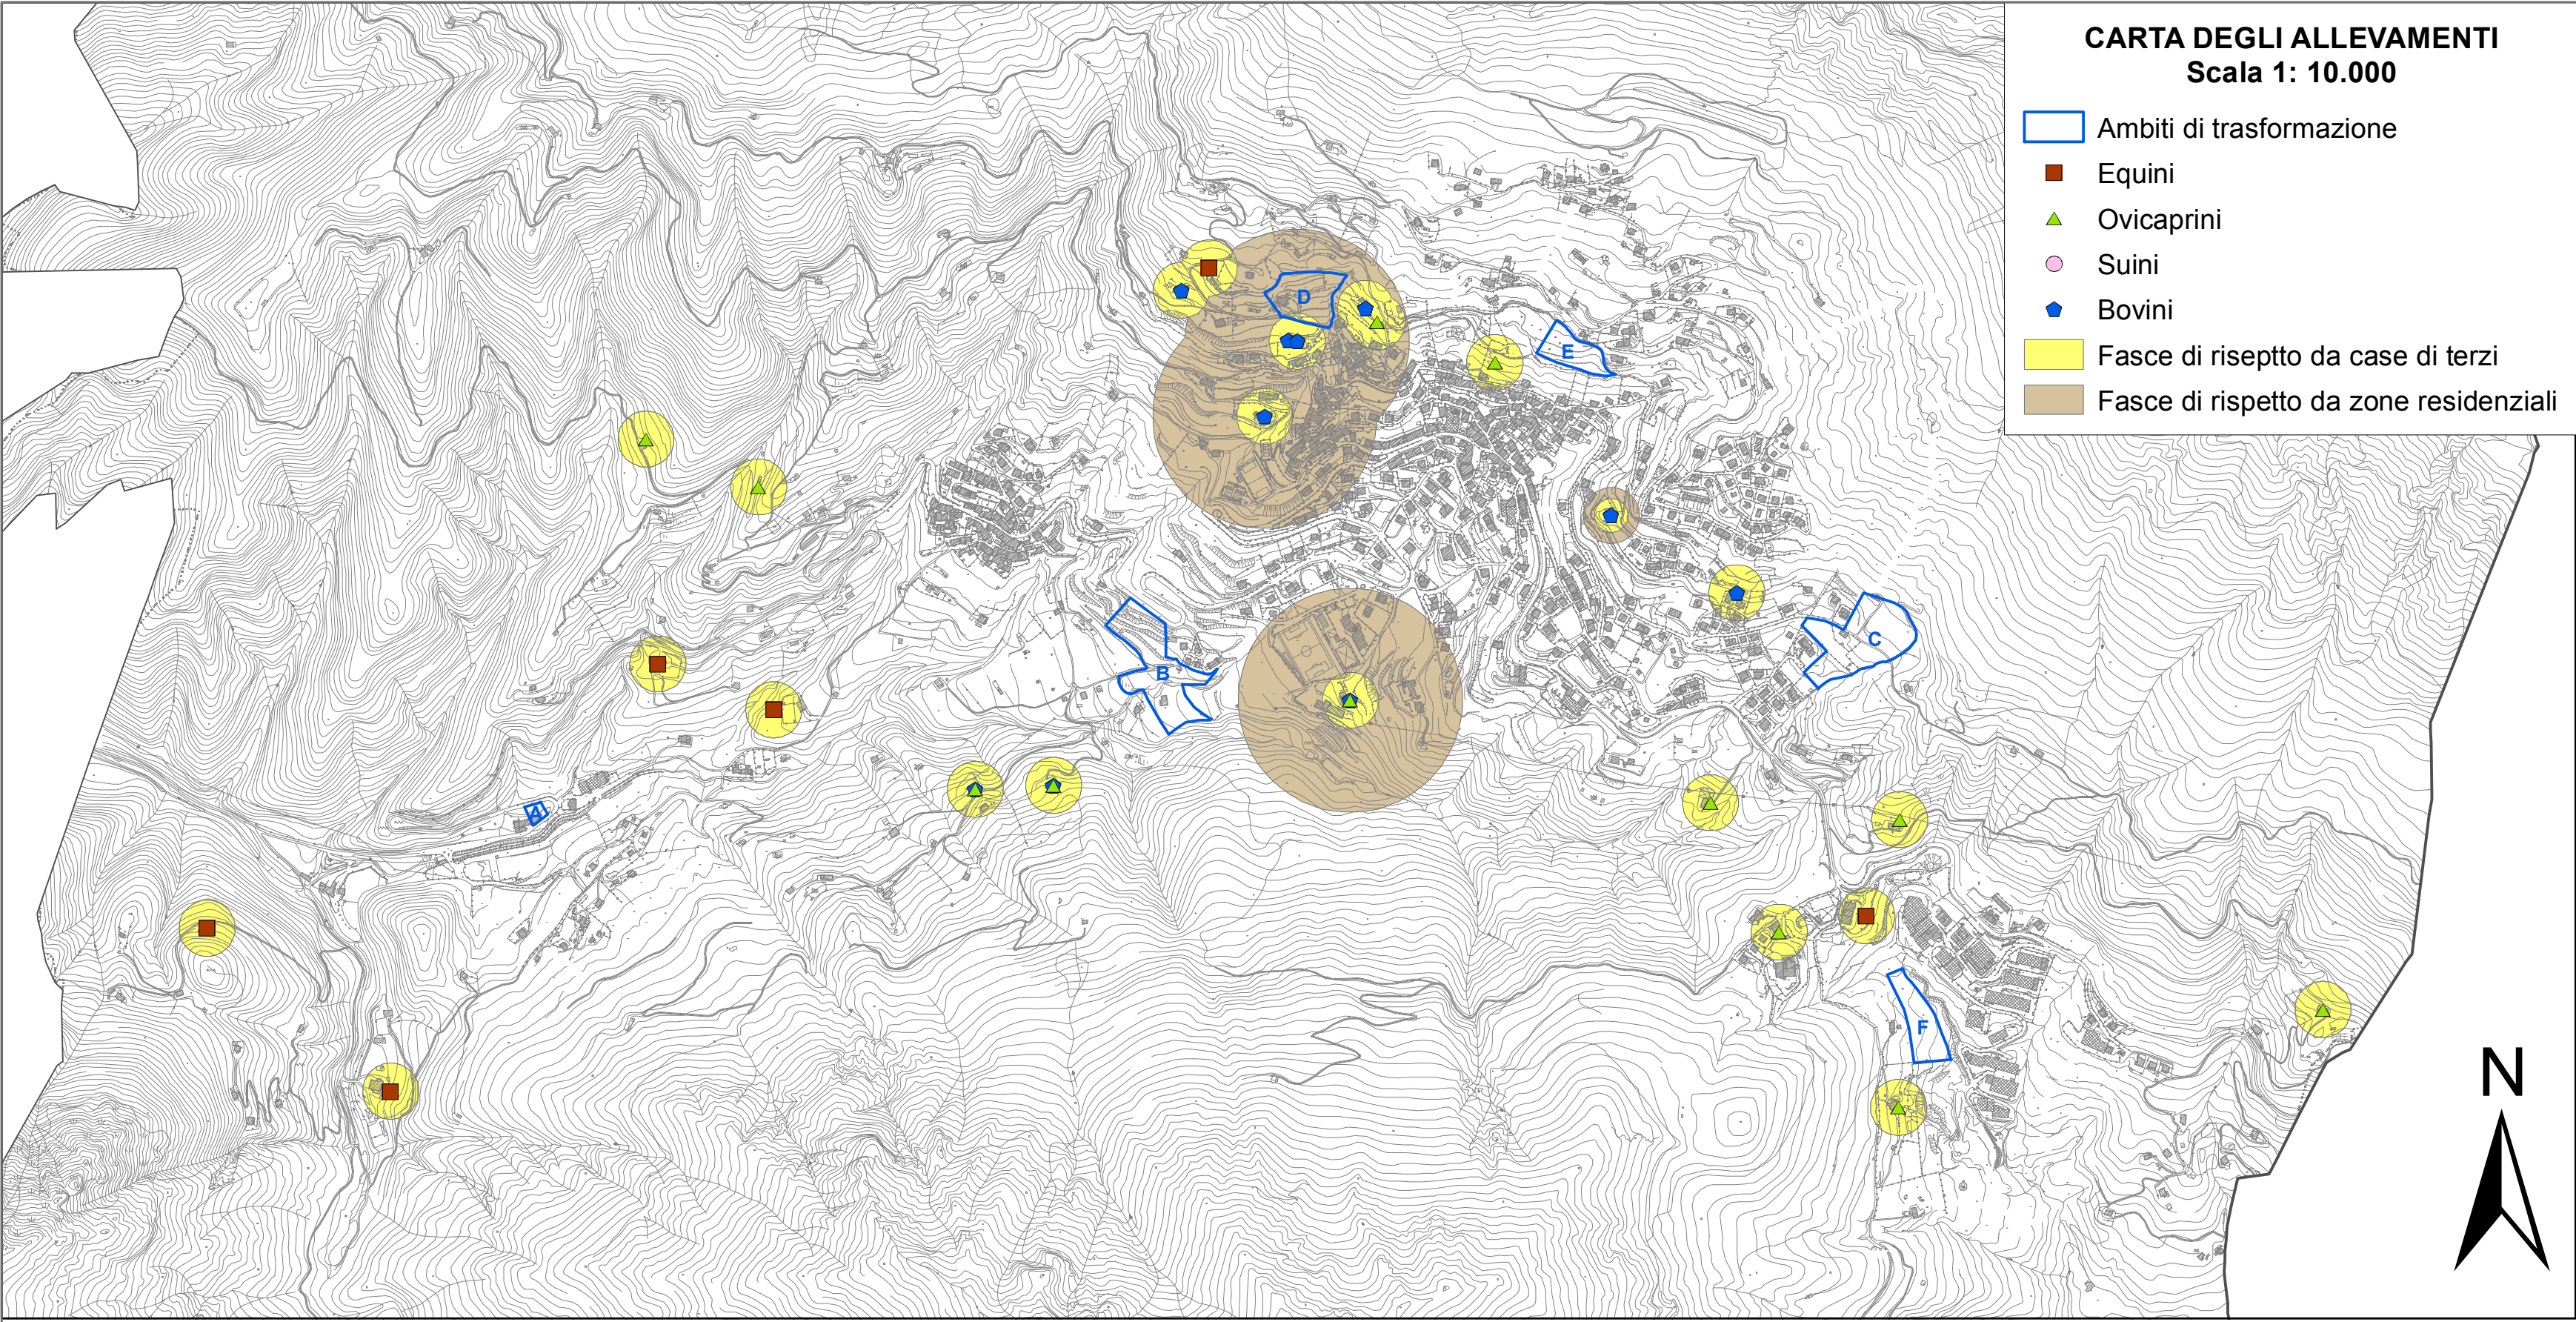 CARTA DEGLI ALLEVAMENTI
Scala 1: 10.000
Ambiti di trasformazione
Equini
Ovicaprini
Suini
Bovini
Fasce di riseptto da case di terzi
Fasce di rispetto da zone residenziali
D
E
C
B
A
F
N